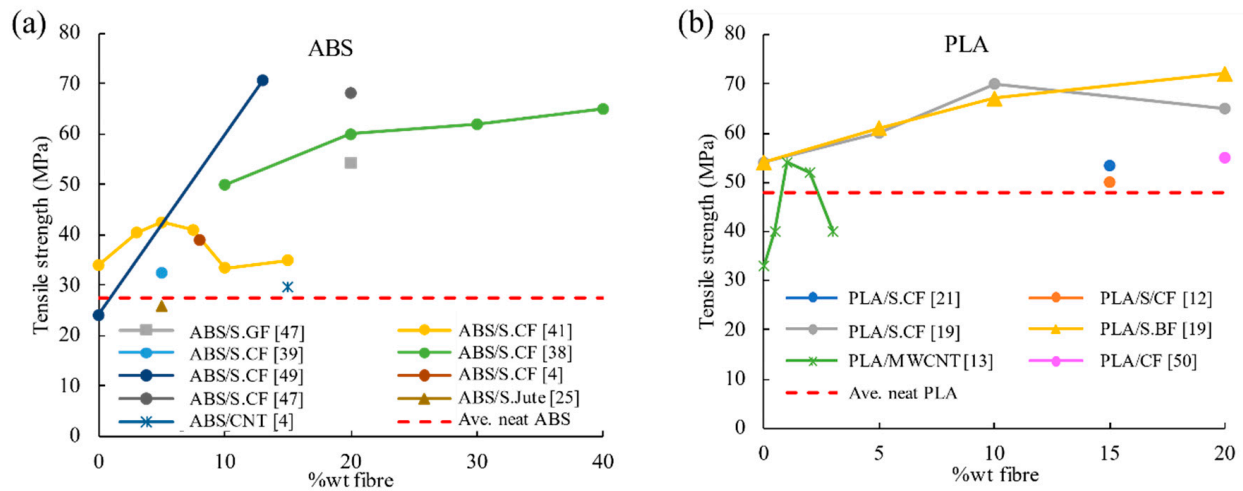 (a)
ABS
Tensile strength (MPa)
80
70
60
50
40
30
20
10
0
ABS/S.GF [47]
ABS/S.CF [41]
ABS/S.CF [39]
ABS/S.CF [38]
ABS/S.CF [49]
ABS/S.CF [4]
ABS/S.CF [47]
ABS/S.Jute [25]
ABS/CNT [4]
Ave. neat ABS
0 10 20 30 40
%wt fibre
(b)
PLA
Tensile strength (MPa)
80
70
60
50
40
30
20
10
0
PLA/S.CF [21]
PLA/S/CF [12]
PLA/S.CF [19]
PLA/S.BF [19]
PLA/MWCNT [13]
PLA/CF [50]
Ave. neat PLA
0 5 10 15 20
%wt fibre